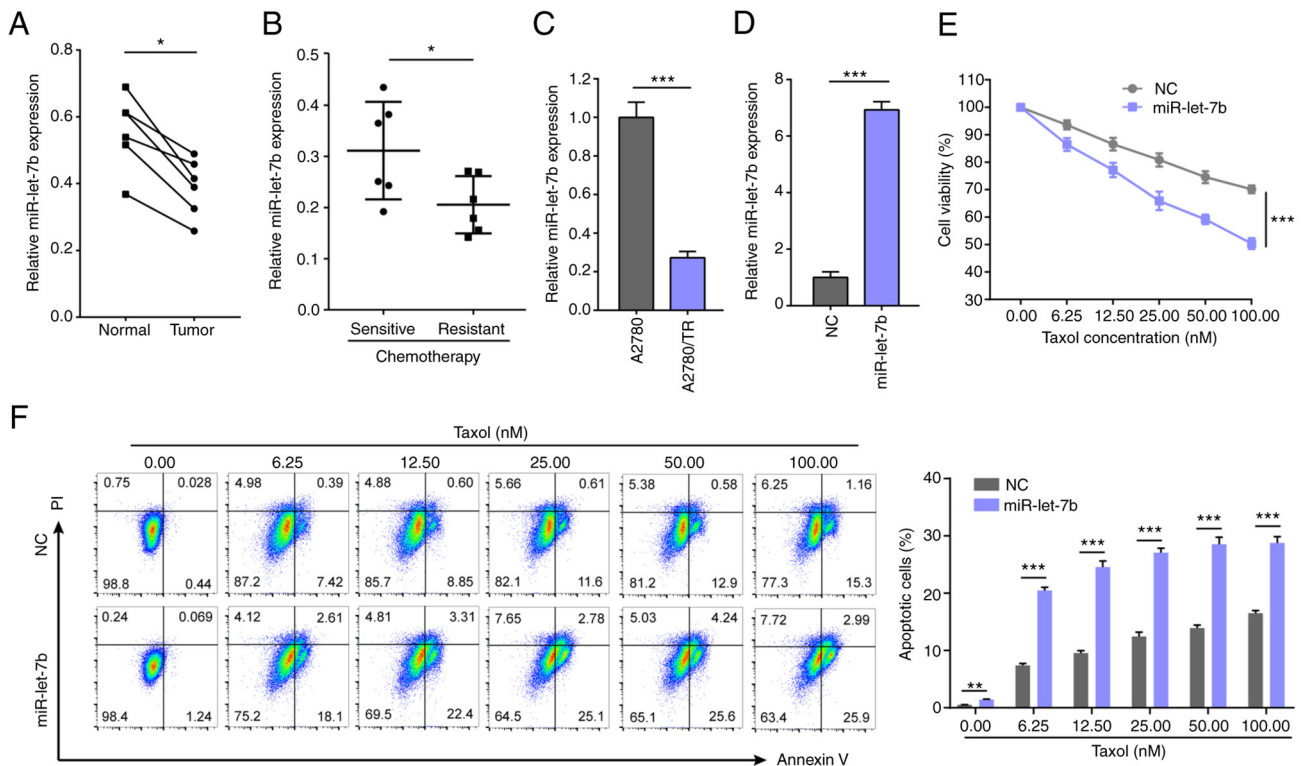 A
Relative miR-let-7b expression
0.8
0.6
0.4
0.2
0.0
*
Normal Tumor
B
Relative miR-let-7b expression
0.5
0.4
0.3
0.2
0.1
0.0
*
Sensitive Resistant
Chemotherapy
C
Relative miR-let-7b expression
1.2
1.0
0.8
0.6
0.4
0.2
0.0
***
A2780
A2780/TR
D
Relative miR-let-7b expression
8
6
4
2
0
***
NC
miR-let-7b
E
Cell viability (%)
110
100
90
80
70
60
50
40
30
NC
miR-let-7b
***
0.00 6.25 12.50 25.00 50.00 100.00
Taxol concentration (nM)
F
Taxol (nM)
0.00 6.25 12.50 25.00 50.00 100.00
PI
NC
0.75 0.028 4.98 0.39 4.88 0.60 5.66 0.61 5.38 0.58 6.25 1.16
98.8 0.44 87.2 7.42 85.7 8.85 82.1 11.6 81.2 12.9 77.3 15.3
miR-let-7b
0.24 0.069 4.12 2.61 4.81 3.31 7.65 2.78 5.03 4.24 7.72 2.99
98.4 1.24 75.2 18.1 69.5 22.4 64.5 25.1 65.1 25.6 63.4 25.9
Annexin V
Apoptotic cells (%)
40
30
20
10
0
NC
miR-let-7b
** *** *** *** *** ***
0.00 6.25 12.50 25.00 50.00 100.00
Taxol (nM)